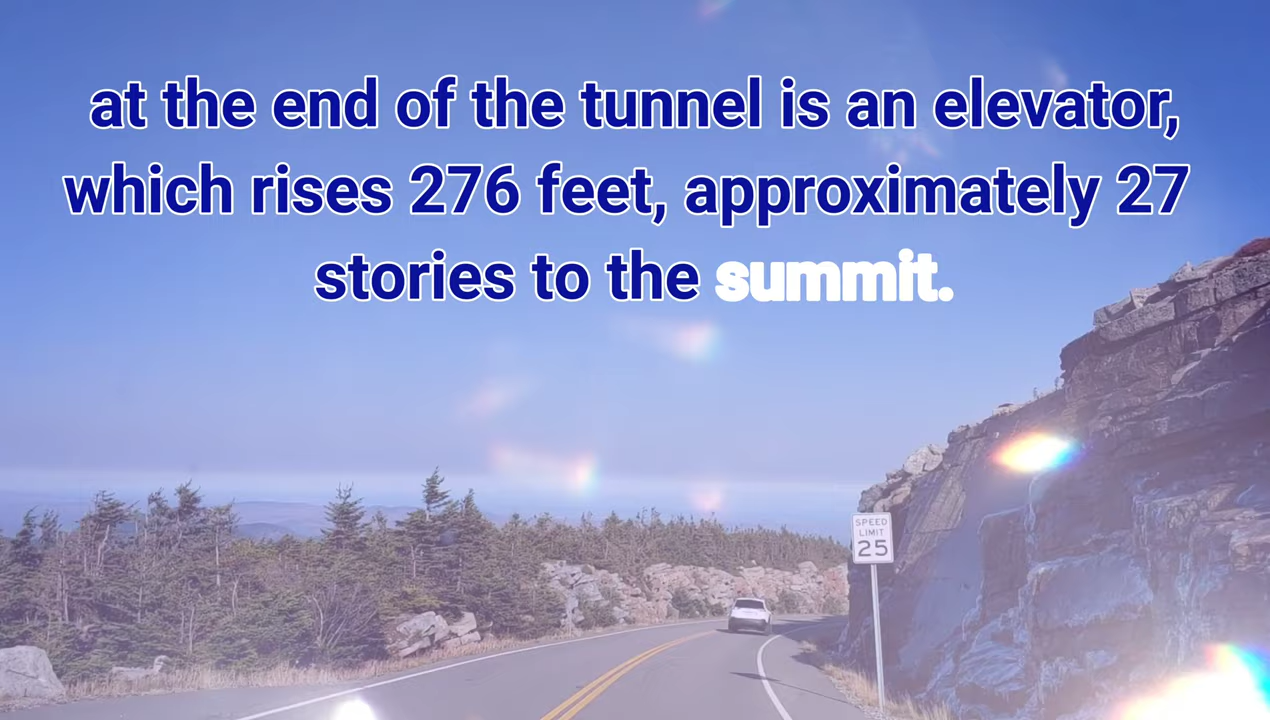 at the end of the tunnel is an elevator,
which rises 276 feet, approximately 27
stories to the summit.
SPEED
LIMIT
25